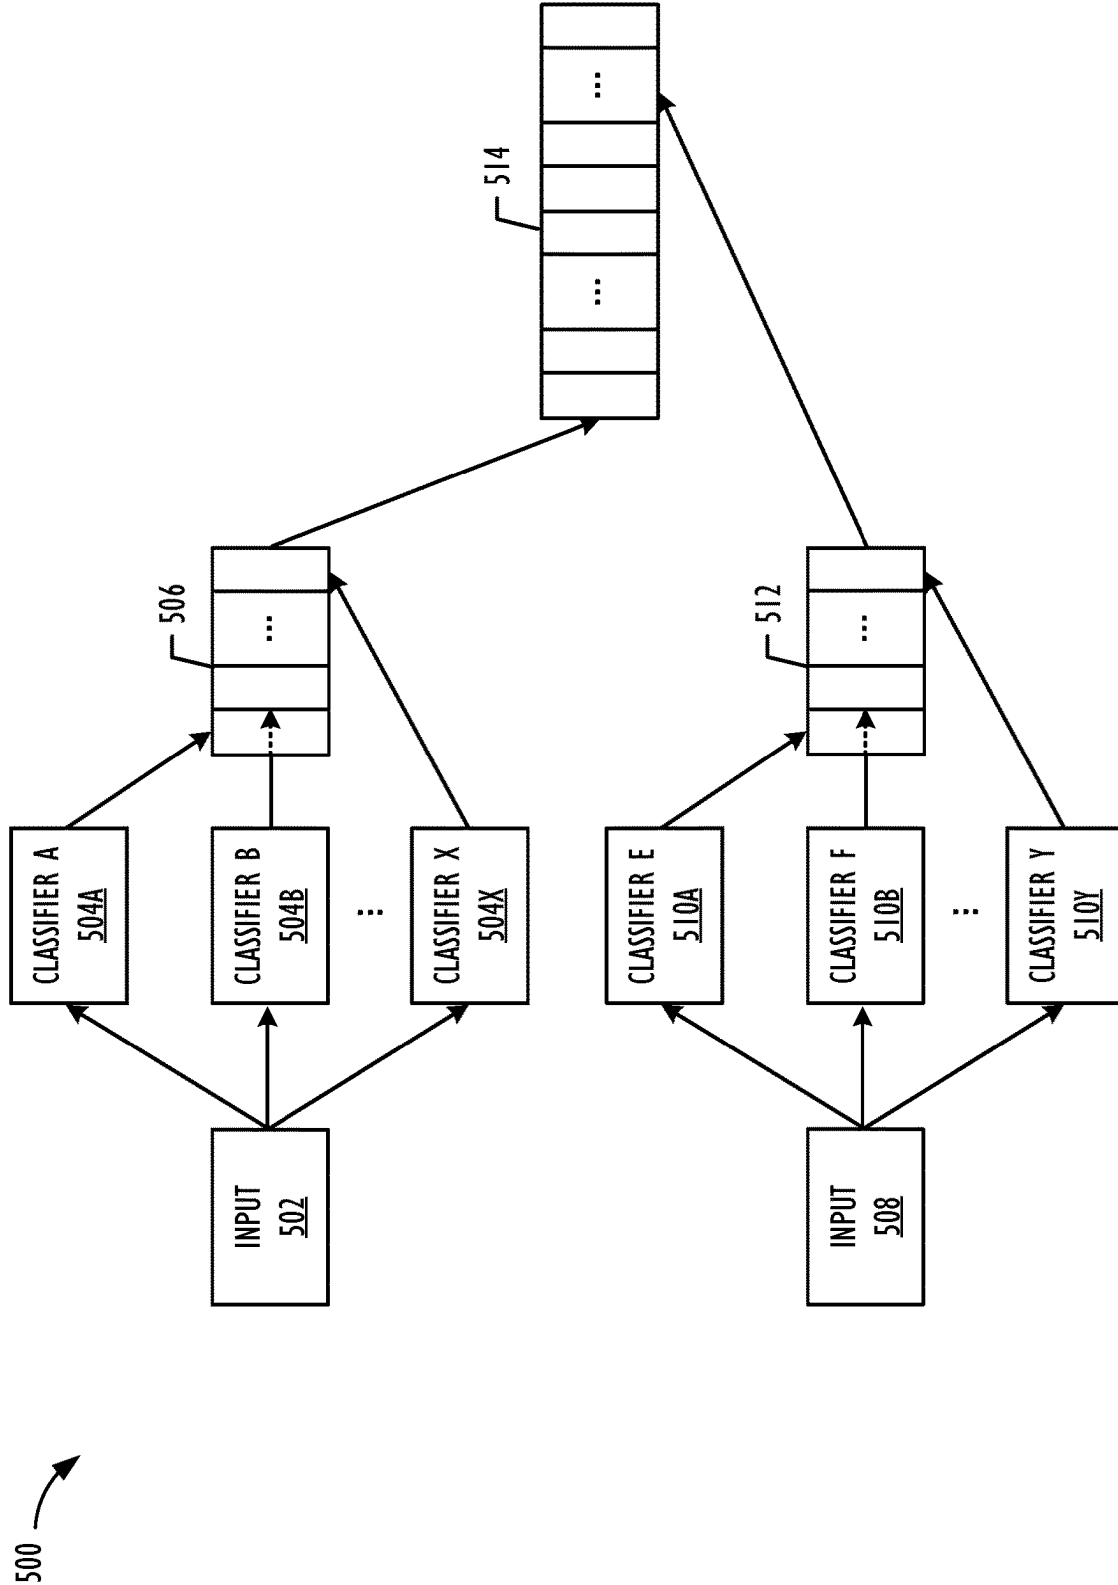 500
INPUT
502
CLASSIFIER A
504A
CLASSIFIER B
504B
...
CLASSIFIER X
504X
506
...
INPUT
508
CLASSIFIER E
510A
CLASSIFIER F
510B
...
CLASSIFIER Y
510Y
512
...
514
...
...